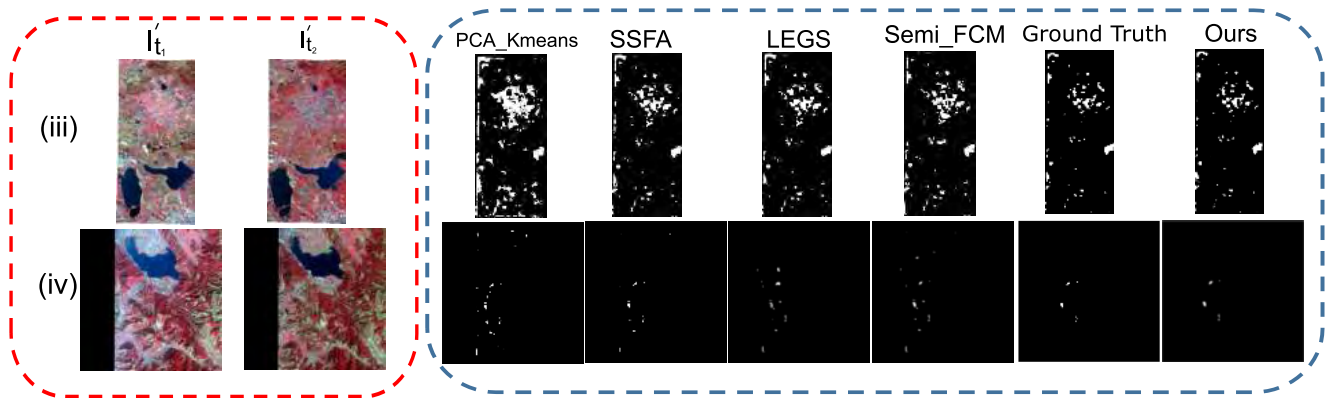 I′t₁ I′t₂ PCA_Kmeans SSFA LEGS Semi_FCM Ground Truth Ours
(iii)
(iv)